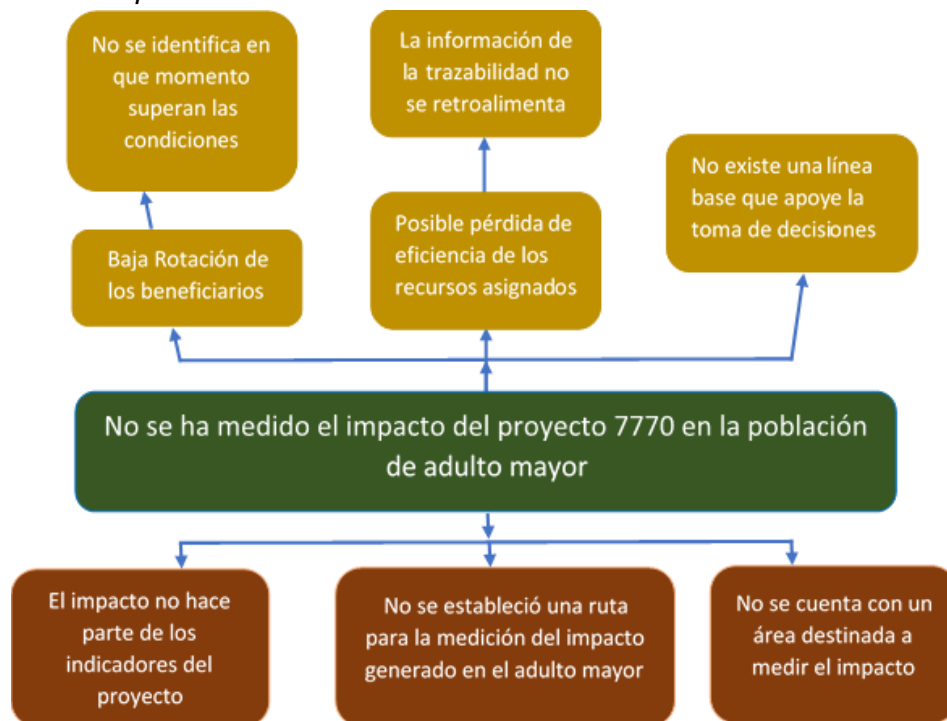 No se identifica en
que momento
superan las
condiciones
La información de
la trazabilidad no
se retroalimenta
No existe una línea
base que apoye la
toma de decisiones
Baja Rotación de
los beneficiarios
Posible pérdida de
eficiencia de los
recursos asignados
No se ha medido el impacto del proyecto 7770 en la población
de adulto mayor
El impacto no hace
parte de los
indicadores del
proyecto
No se estableció una ruta
para la medición del impacto
generado en el adulto mayor
No se cuenta con un
área destinada a
medir el impacto